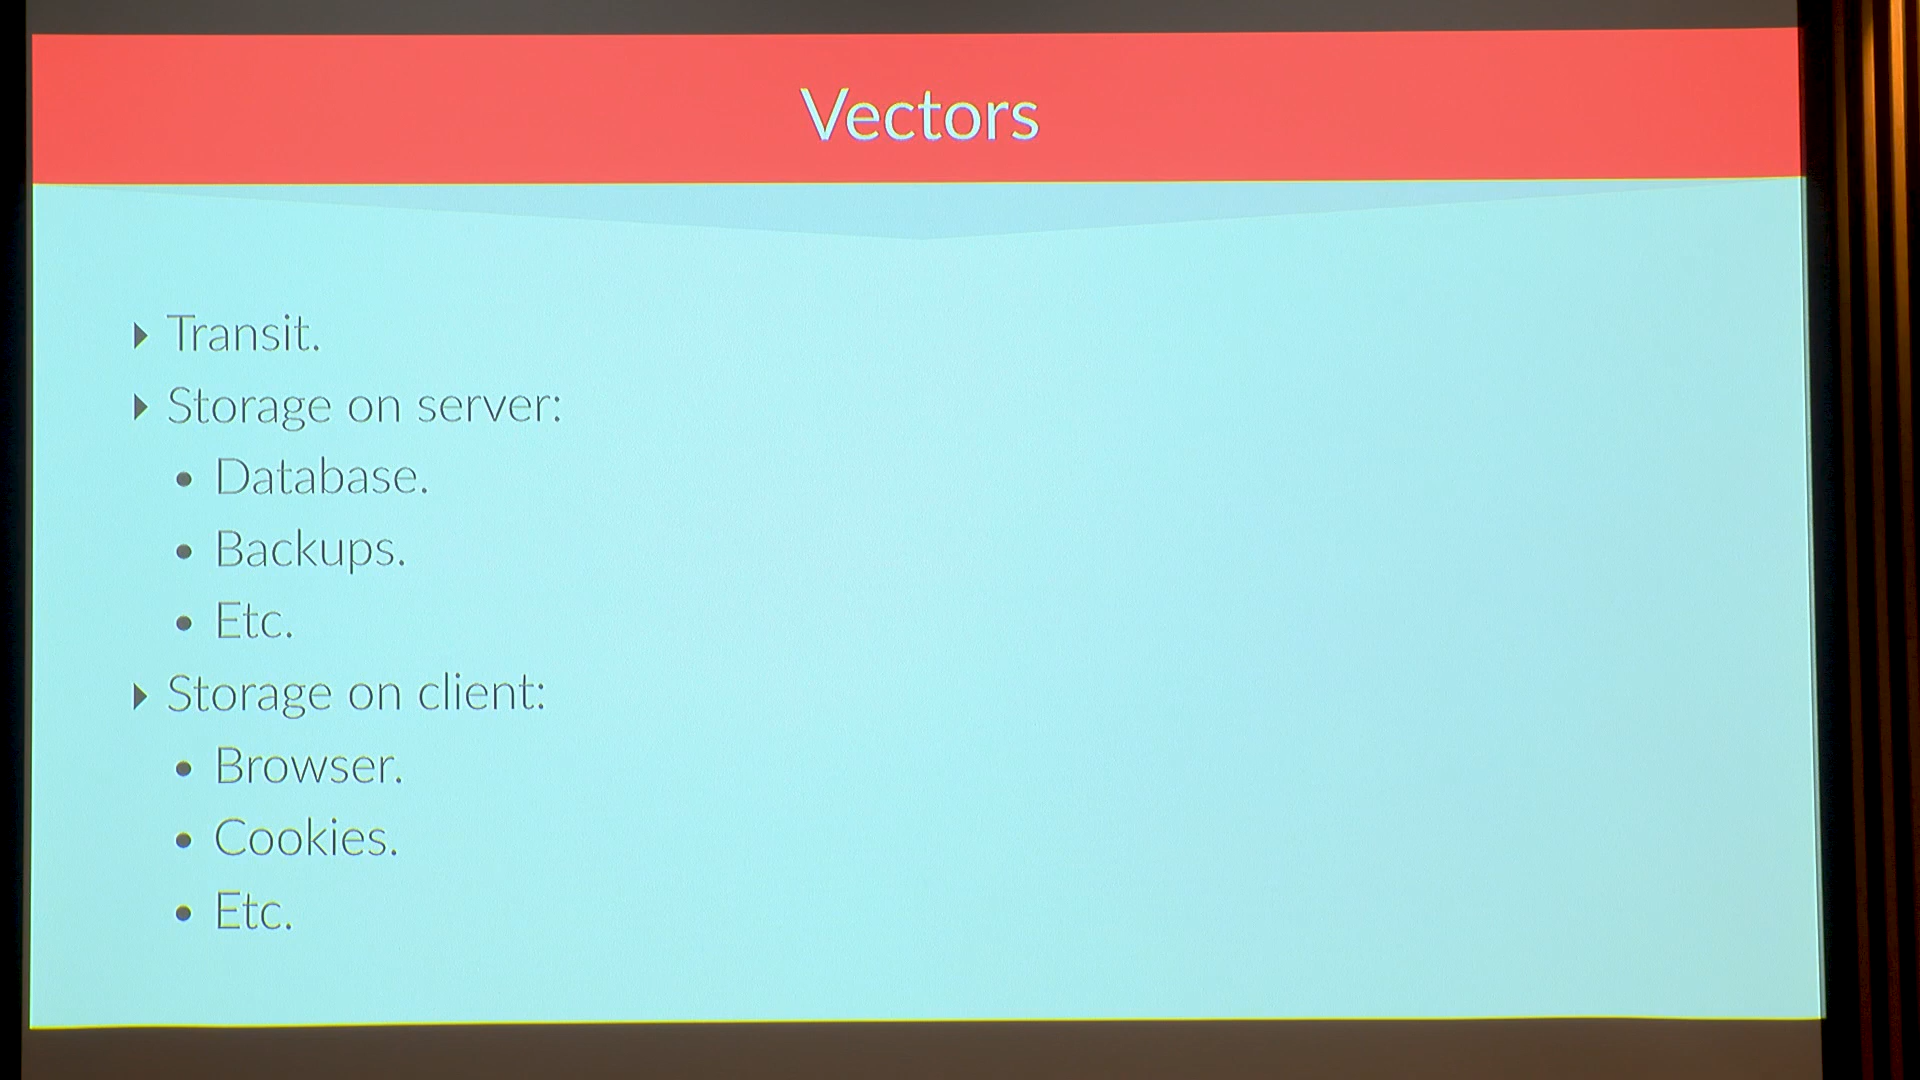 Vectors
Transit.
Storage on server:
Database.
Backups.
Etc.
Storage on client:
Browser.
Cookies.
Etc.